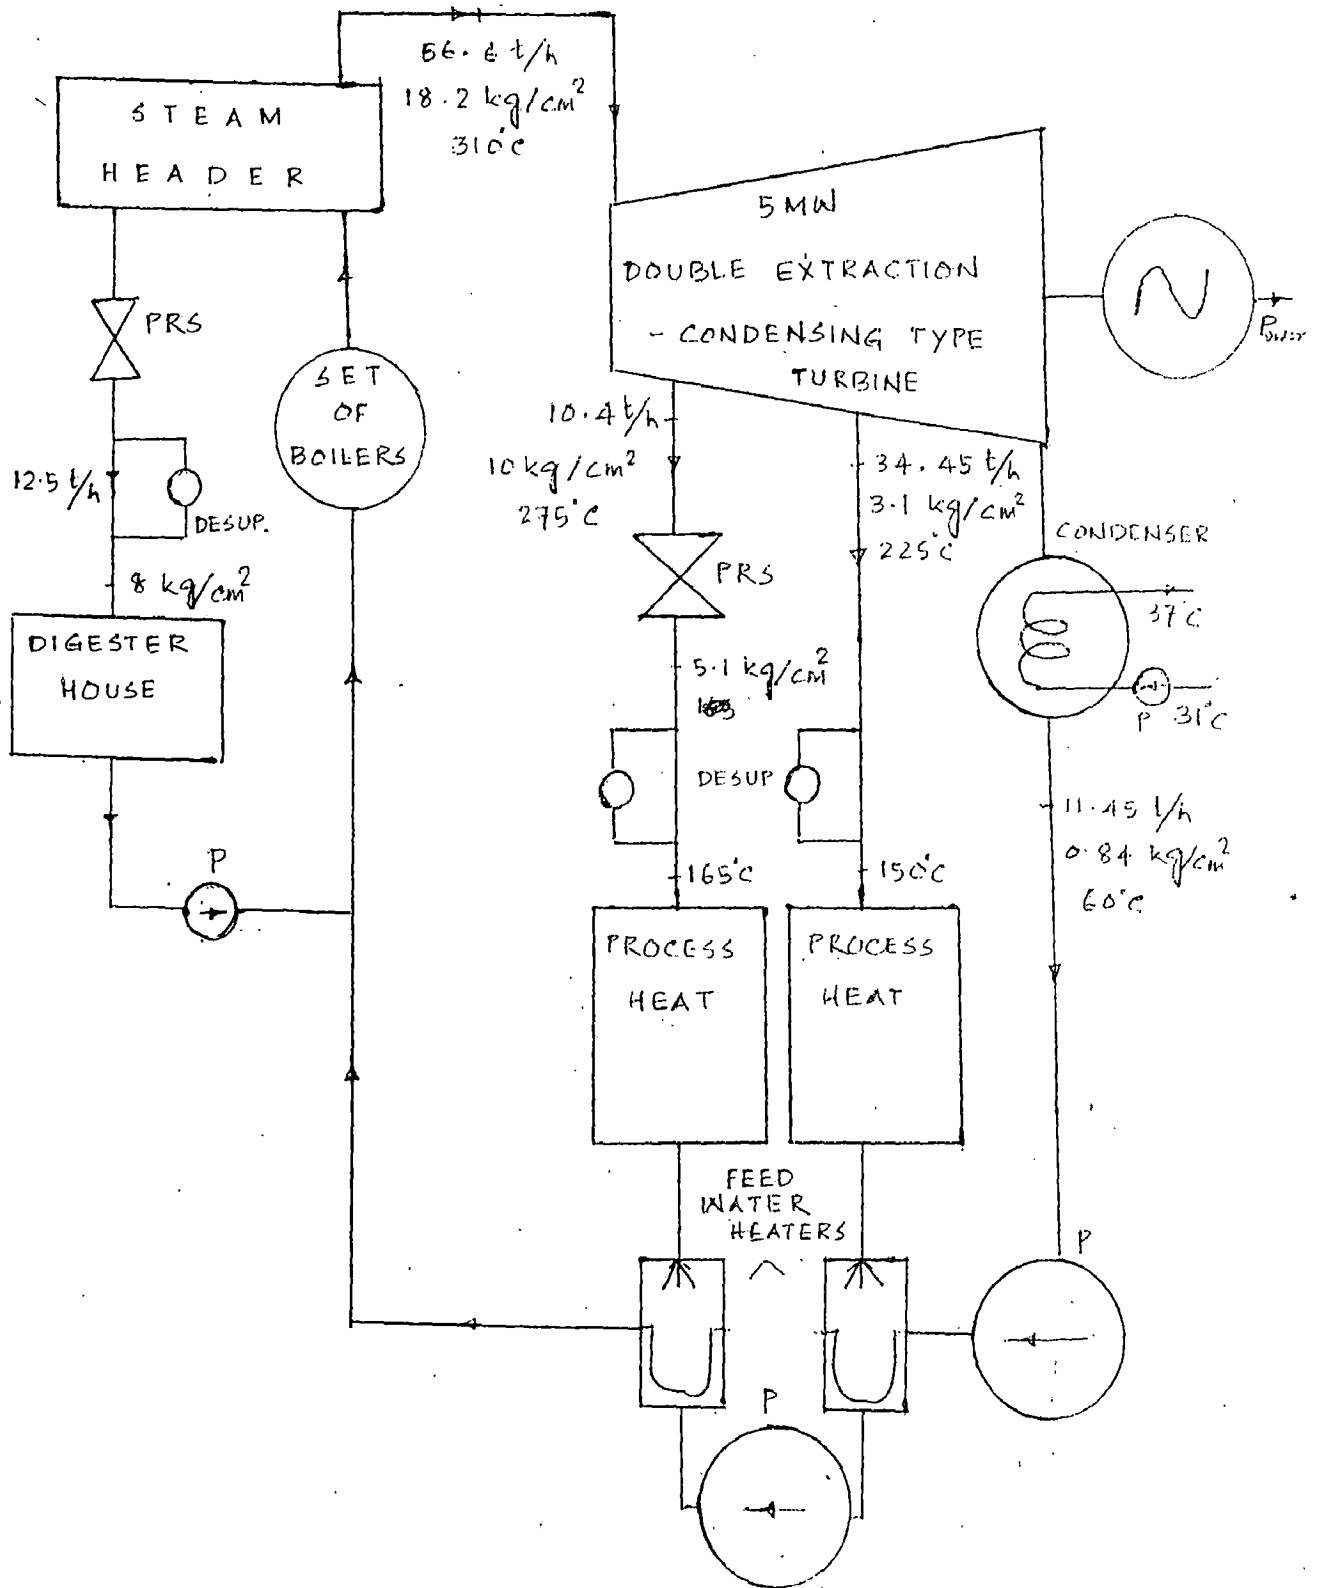 56.6 t/h
18.2 kg/cm²
310°C
STEAM
HEADER
5 MW
DOUBLE EXTRACTION
- CONDENSING TYPE
TURBINE
Power
PRS
SET
OF
BOILERS
12.5 t/h
DESUP.
8 kg/cm²
DIGESTER
HOUSE
P
10.4 t/h
10 kg/cm²
275°C
PRS
34.45 t/h
3.1 kg/cm²
225°C
CONDENSER
37°C
P 31°C
5.1 kg/cm²
DESUP
165°C
150°C
11.45 t/h
0.84 kg/cm²
60°C
PROCESS
HEAT
PROCESS
HEAT
FEED
WATER
HEATERS
P
P